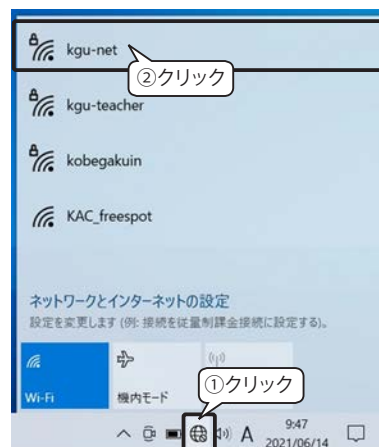 kgu-net
②クリック
kgu-teacher
kobegakuin
KAC_freespot
ネットワークとインターネットの設定
設定を変更します (例: 接続を従量制課金接続に設定する)。
①クリック
Wi-Fi
機内モード
A
9:47
2021/06/14